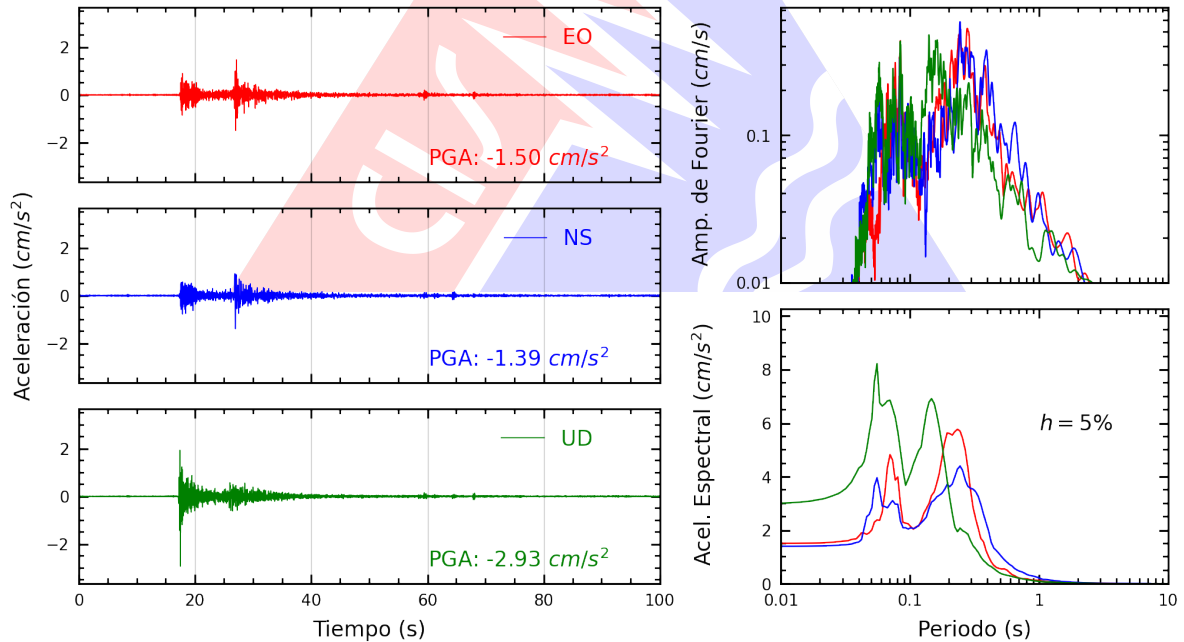 EO
2
0
−2
PGA: -1.50 cm/s²
NS
2
0
−2
PGA: -1.39 cm/s²
UD
2
0
−2
PGA: -2.93 cm/s²
0 20 40 60 80 100
Tiempo (s)
Aceleración (cm/s²)
Amp. de Fourier (cm/s)
0.1
0.01
Acel. Espectral (cm/s²)
10
8
6
4
2
0
h = 5%
0.01 0.1 1 10
Periodo (s)
CISMID